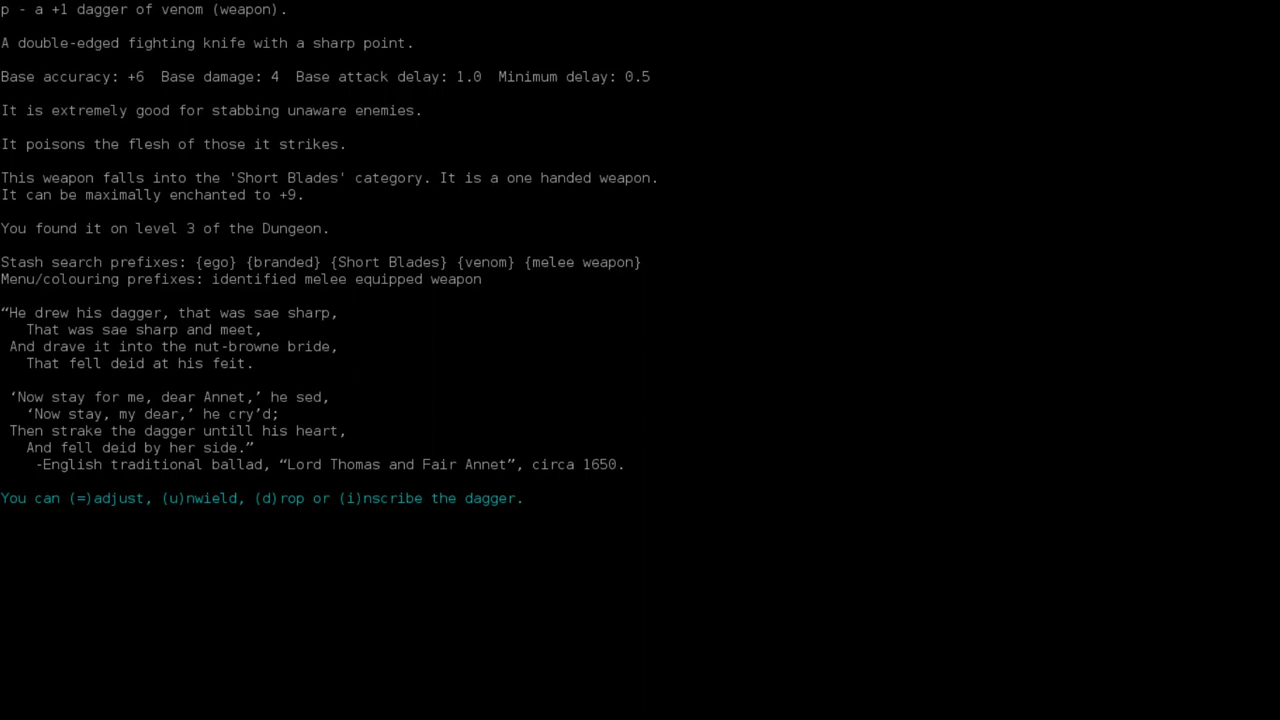 p - a +1 dagger of venom (weapon).
A double-edged fighting knife with a sharp point.
Base accuracy: +6  Base damage: 4  Base attack delay: 1.0  Minimum delay: 0.5
It is extremely good for stabbing unaware enemies.
It poisons the flesh of those it strikes.
This weapon falls into the 'Short Blades' category. It is a one handed weapon.
It can be maximally enchanted to +9.
You found it on level 3 of the Dungeon.
Stash search prefixes: {ego} {branded} {Short Blades} {venom} {melee weapon}
Menu/colouring prefixes: identified melee equipped weapon
“He drew his dagger, that was sae sharp,
That was sae sharp and meet,
And drave it into the nut-browne bride,
That fell deid at his feit.
‘Now stay for me, dear Annet,’ he sed,
‘Now stay, my dear,’ he cry’d;
Then strake the dagger untill his heart,
And fell deid by her side.”
-English traditional ballad, “Lord Thomas and Fair Annet”, circa 1650.
You can (=)adjust, (u)nwield, (d)rop or (i)nscribe the dagger.